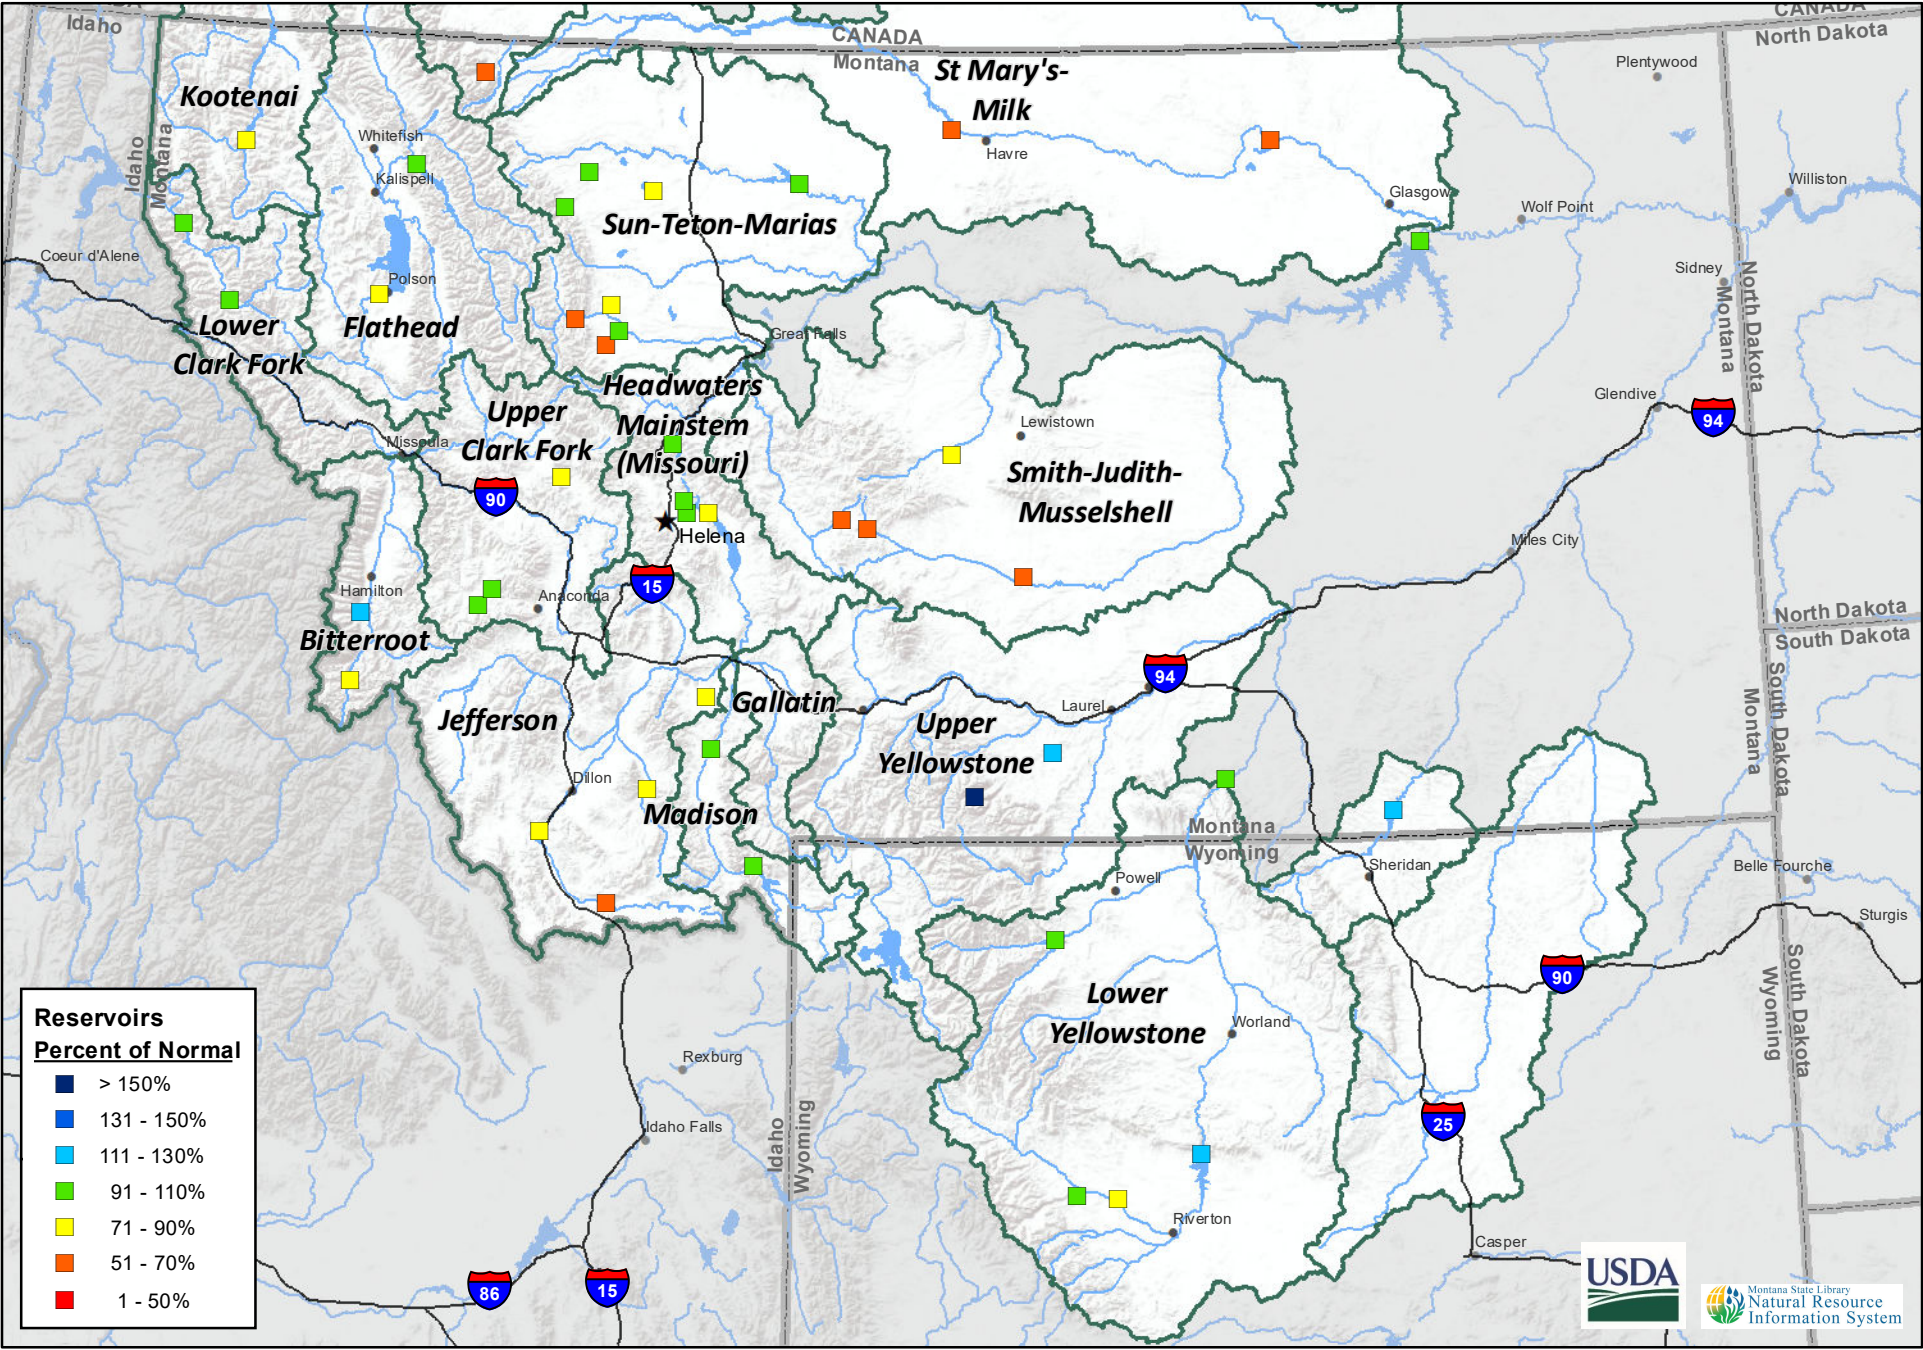 Idaho
CANADA
Montana
CANADA
North Dakota
Kootenai
St Mary's-
Milk
Plentywood
Whitefish
Havre
Idaho
Montana
Kalispell
Glasgow
Williston
Wolf Point
Sun-Teton-Marias
Coeur d'Alene
Polson
Sidney
North Dakota
Montana
Lower
Clark Fork
Flathead
Great Falls
Headwaters
Mainstem
(Missouri)
Upper
Clark Fork
Glendive
94
Lewistown
Missoula
Smith-Judith-
Musselshell
90
Helena
Miles City
15
Hamilton
Anaconda
North Dakota
South Dakota
Bitterroot
94
South Dakota
Montana
Gallatin
Jefferson
Laurel
Upper
Yellowstone
Dillon
Madison
Montana
Wyoming
Sheridan
Powell
Belle Fourche
Sturgis
90
South Dakota
Wyoming
Lower
Yellowstone
Worland
Reservoirs
Percent of Normal
> 150%
131 - 150%
111 - 130%
91 - 110%
71 - 90%
51 - 70%
1 - 50%
Rexburg
Idaho Falls
Idaho
Wyoming
25
Riverton
Casper
86
15
USDA
Montana State Library
Natural Resource
Information System